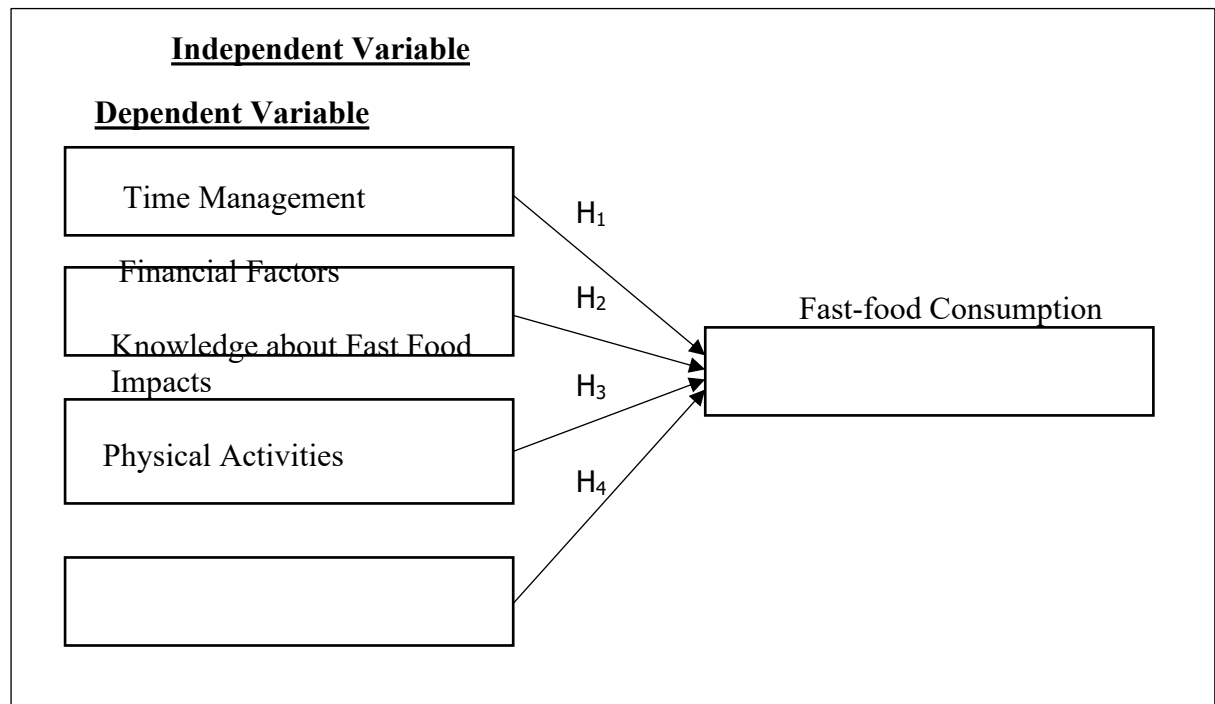 Independent Variable
Dependent Variable
Time Management
H₁
Financial Factors
H₂
Fast-food Consumption
Knowledge about Fast Food
Impacts
H₃
Physical Activities
H₄